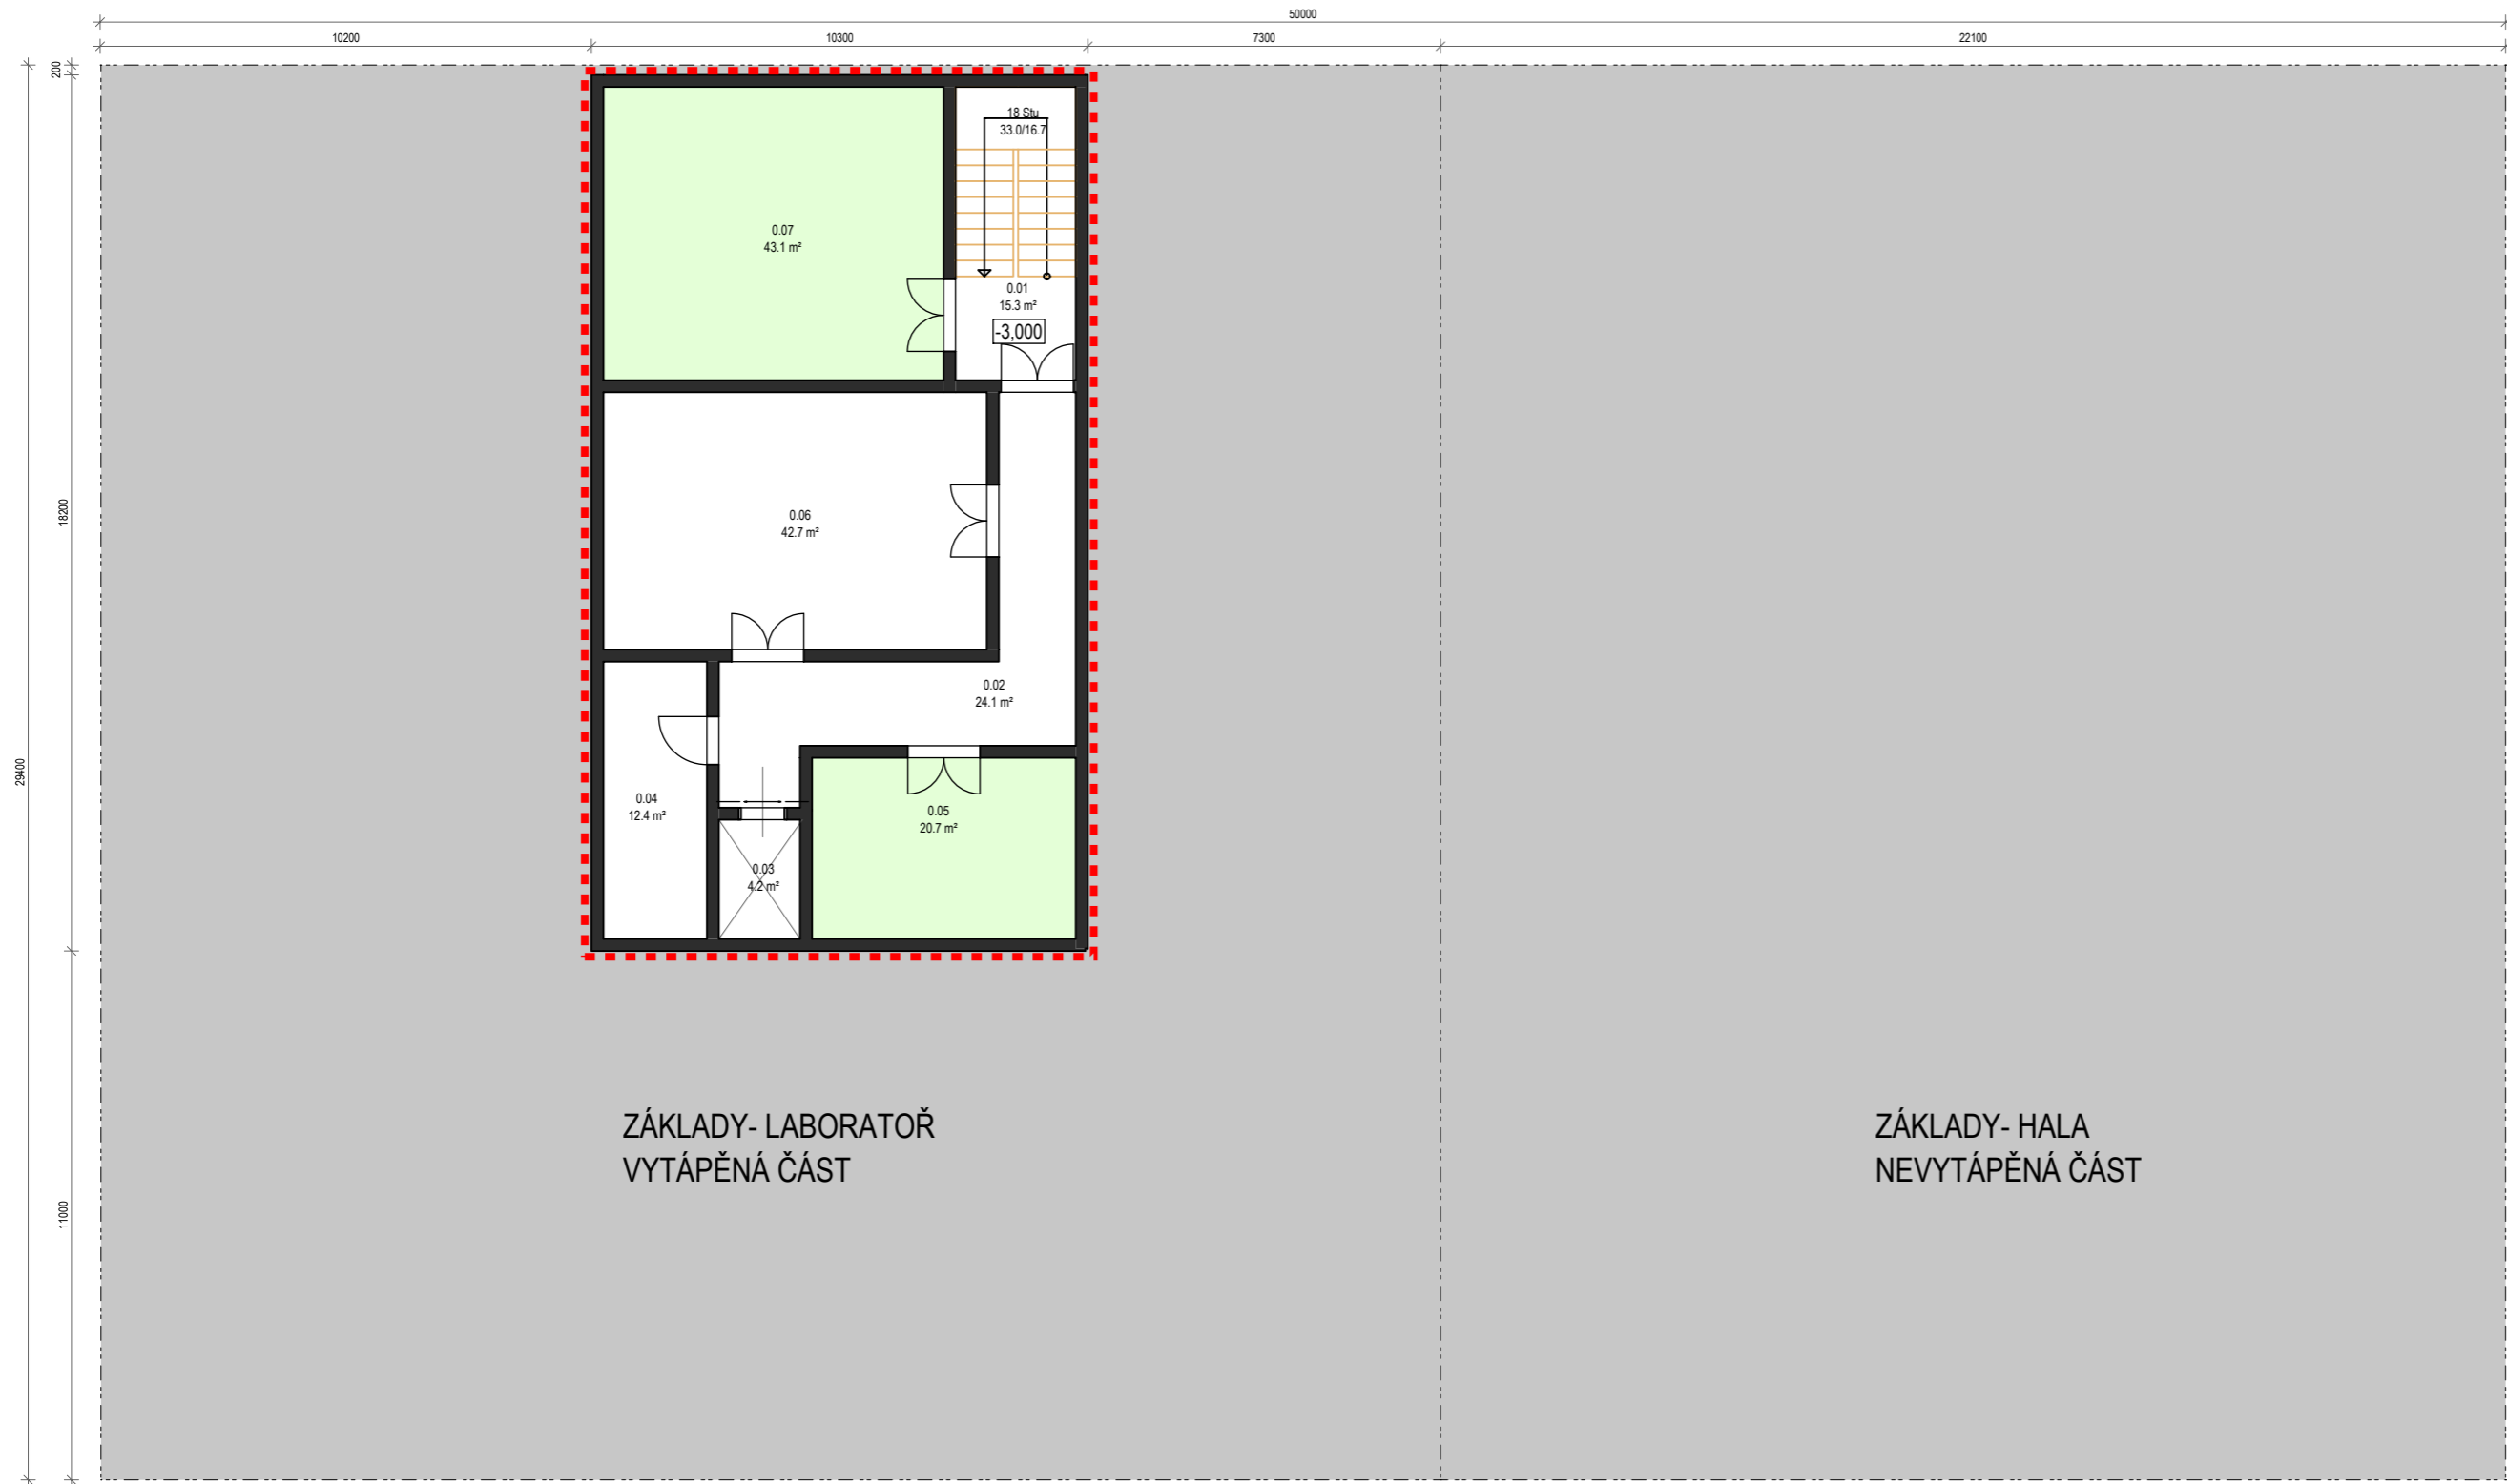 50000
10200
10300
7300
22100
200
18200
29400
11000
18 Stu
33.0/16.7
0.07
43.1 m²
0.01
15.3 m²
-3,000
0.06
42.7 m²
0.02
24.1 m²
0.04
12.4 m²
0.05
20.7 m²
0.03
4.2 m²
ZÁKLADY- LABORATOŘ
VYTÁPĚNÁ ČÁST
ZÁKLADY- HALA
NEVYTÁPĚNÁ ČÁST